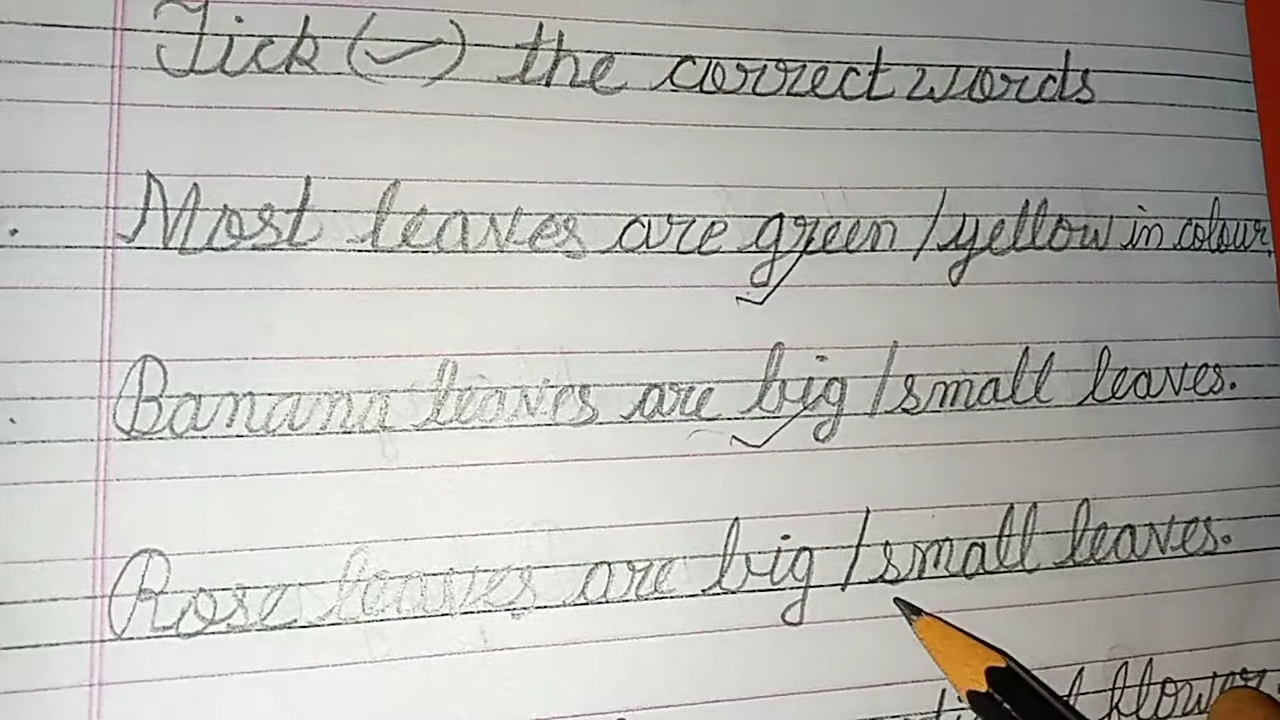 Tick (✓) the correct words
Most leaves are green / yellow in colour.
Banana leaves are big / small leaves.
Rose leaves are big / small leaves.
flower